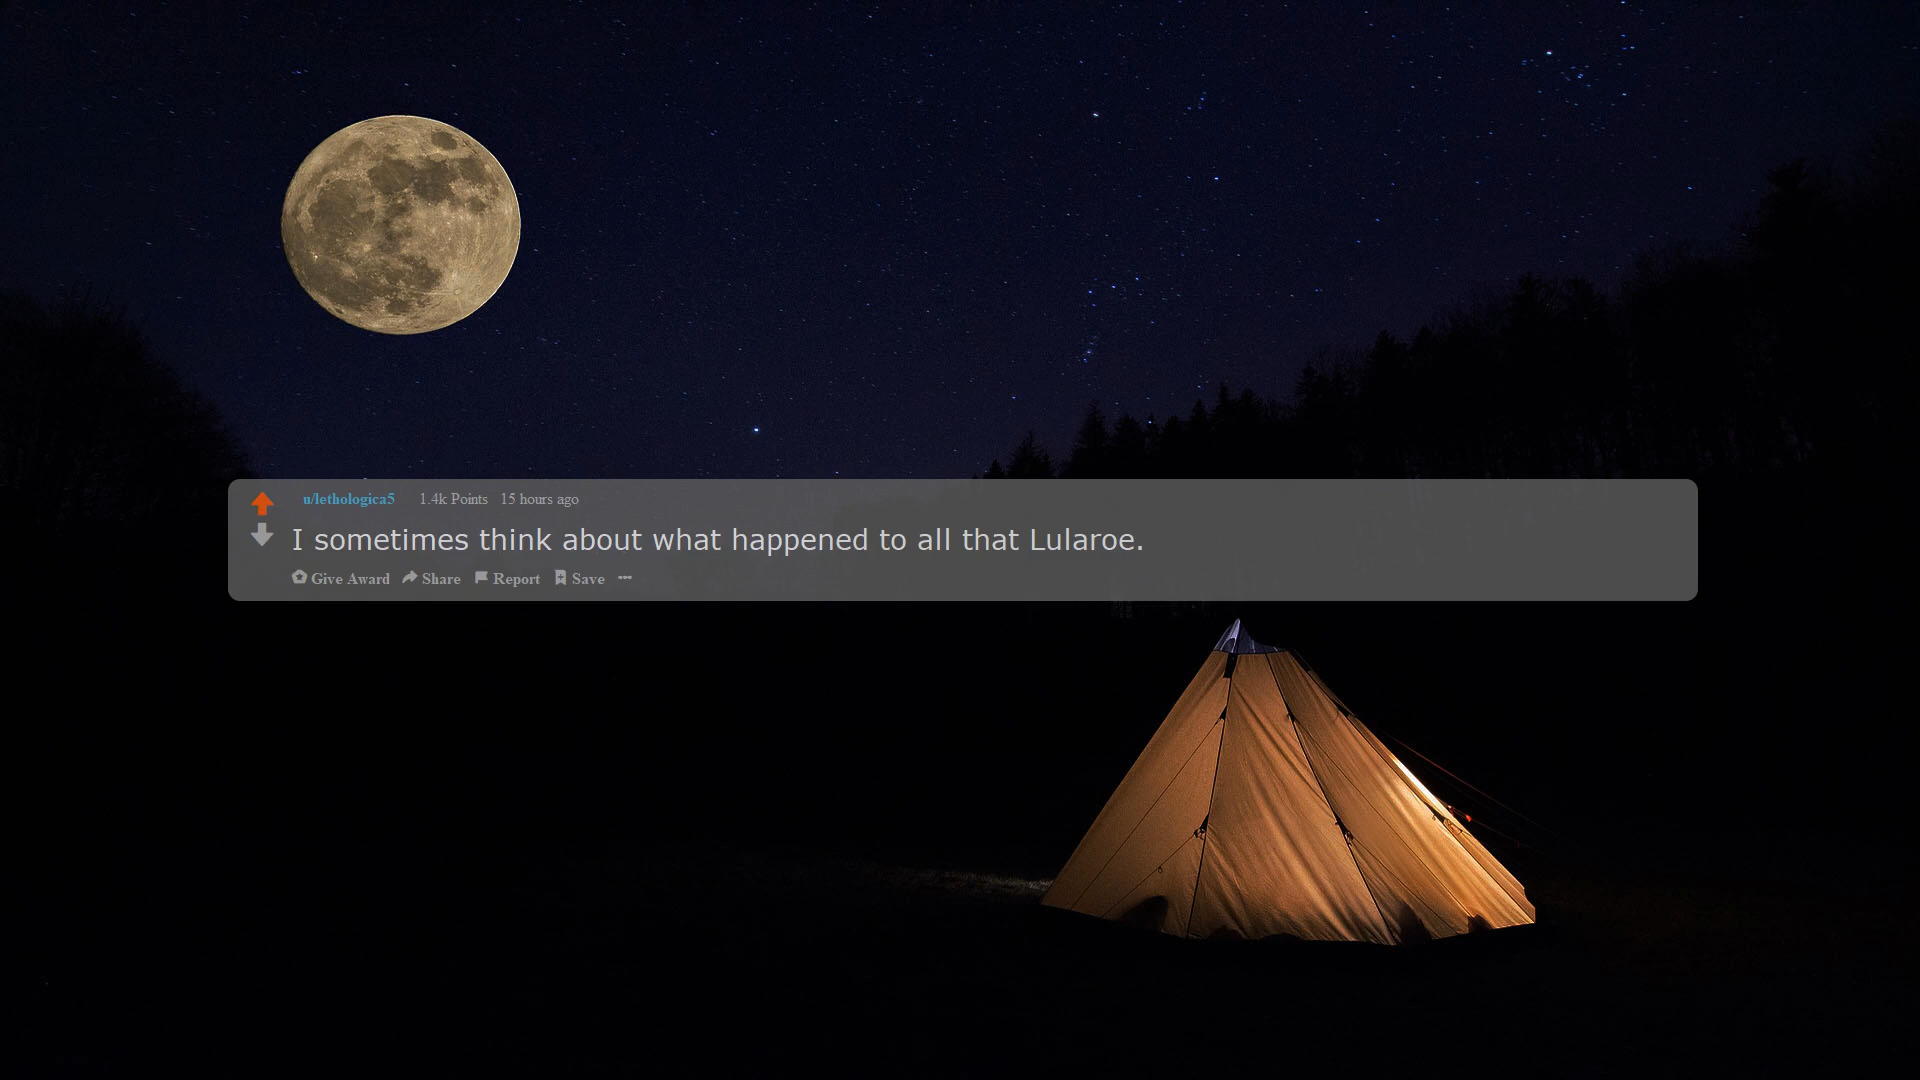 u/lethologica5 1.4k Points 15 hours ago
I sometimes think about what happened to all that Lularoe.
Give Award Share Report Save